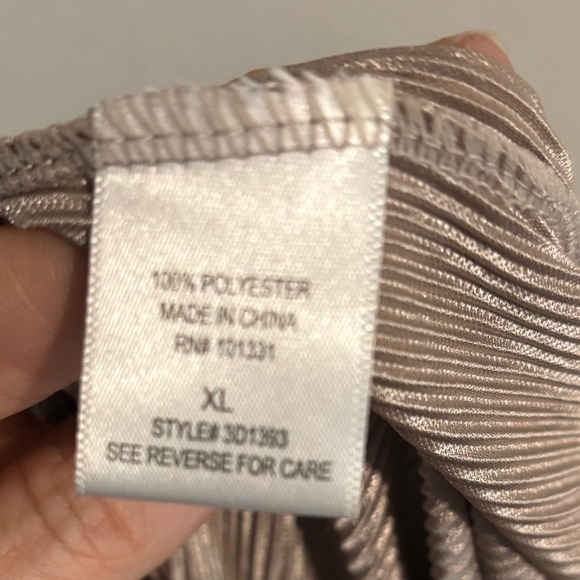 100% POLYESTER
MADE IN CHINA
RN# 101331
XL
STYLE# 3D1393
SEE REVERSE FOR CARE